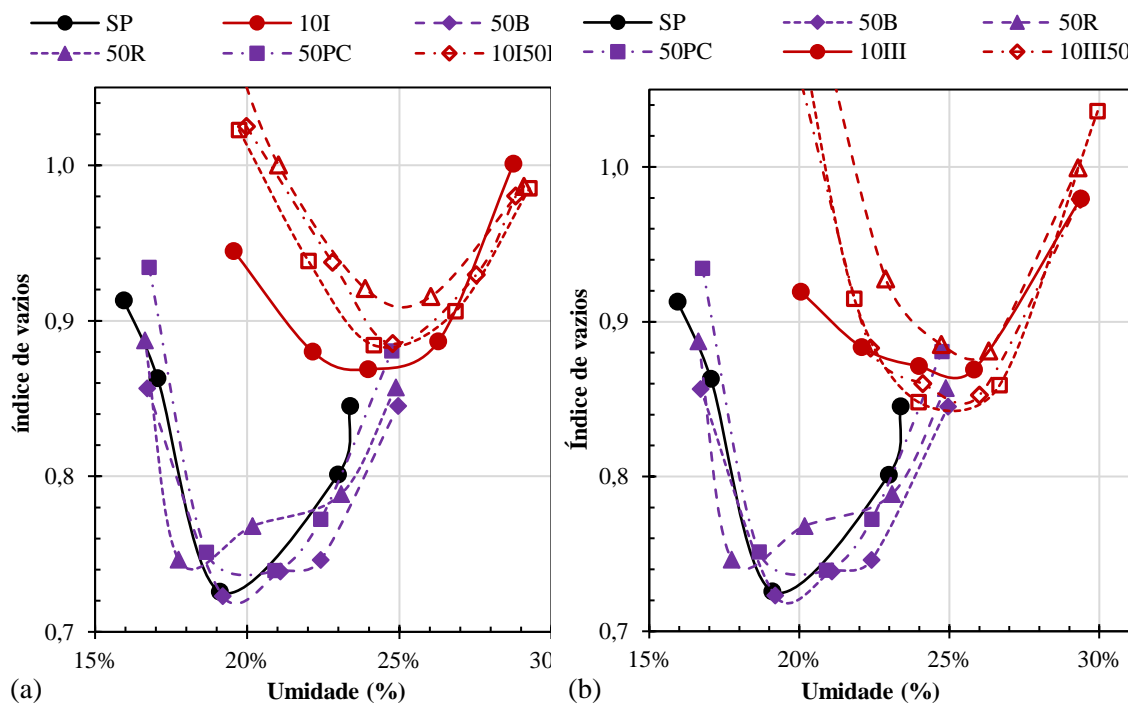 SP 10I 50B
50R 50PC 10I50
índice de vazios
1,0
0,9
0,8
0,7
15% 20% 25% 30
Umidade (%)
(a)
SP 50B 50R
50PC 10III 10III50
Índice de vazios
1,0
0,9
0,8
0,7
15% 20% 25% 30%
Umidade (%)
(b)